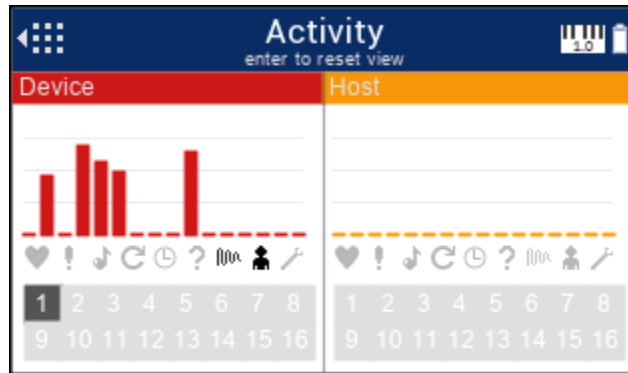 Activity
enter to reset view
1.0
Device
Host
?
?
1 2 3 4 5 6 7 8
9 10 11 12 13 14 15 16
1 2 3 4 5 6 7 8
9 10 11 12 13 14 15 16